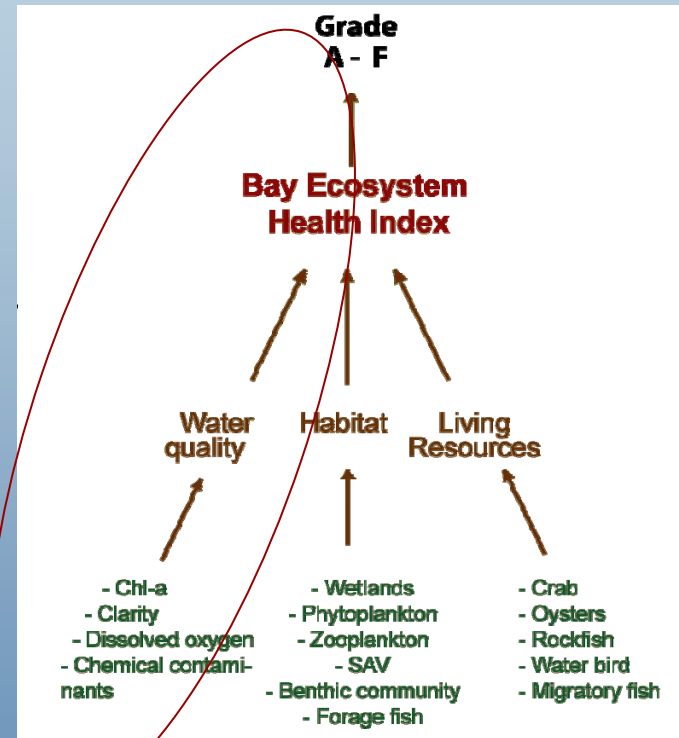 Grade
A - F
Bay Ecosystem
Health Index
Water
quality
Habitat
Living
Resources
- Chl-a
- Clarity
- Dissolved oxygen
- Chemical contami-
nants
- Wetlands
- Phytoplankton
- Zooplankton
- SAV
- Benthic community
- Forage fish
- Crab
- Oysters
- Rockfish
- Water bird
- Migratory fish